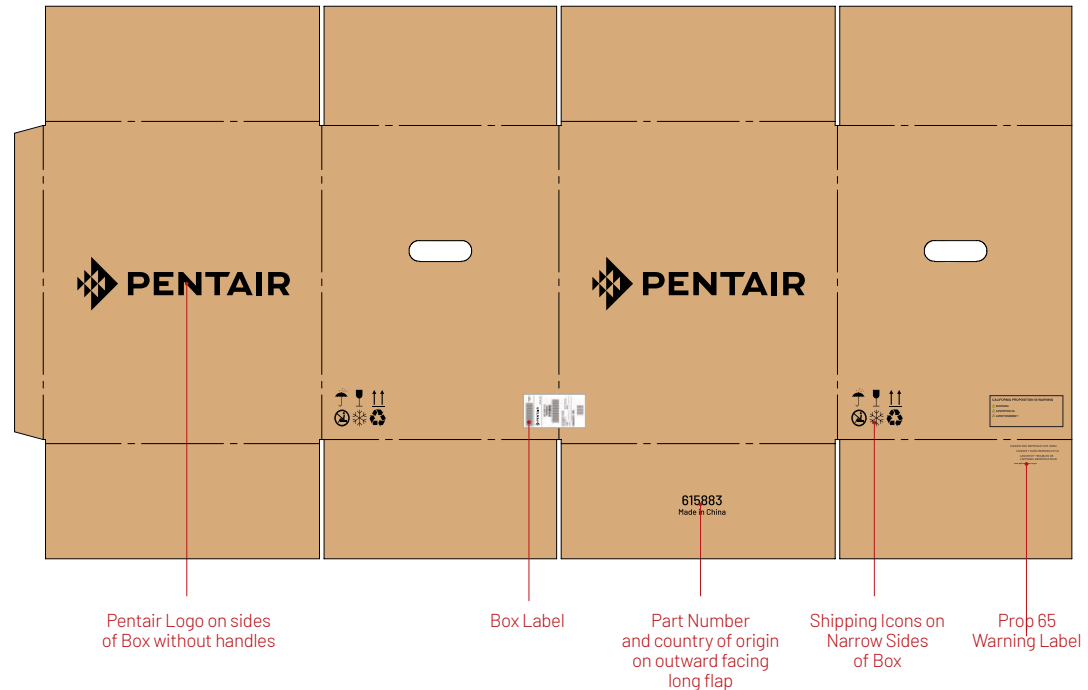 PENTAIR
PENTAIR
PENTAIR
CALIFORNIA PROPOSITION 65 WARNING
615883
Made in China
Pentair Logo on sides
of Box without handles
Box Label
Part Number
and country of origin
on outward facing
long flap
Shipping Icons on
Narrow Sides
of Box
Prop 65
Warning Label